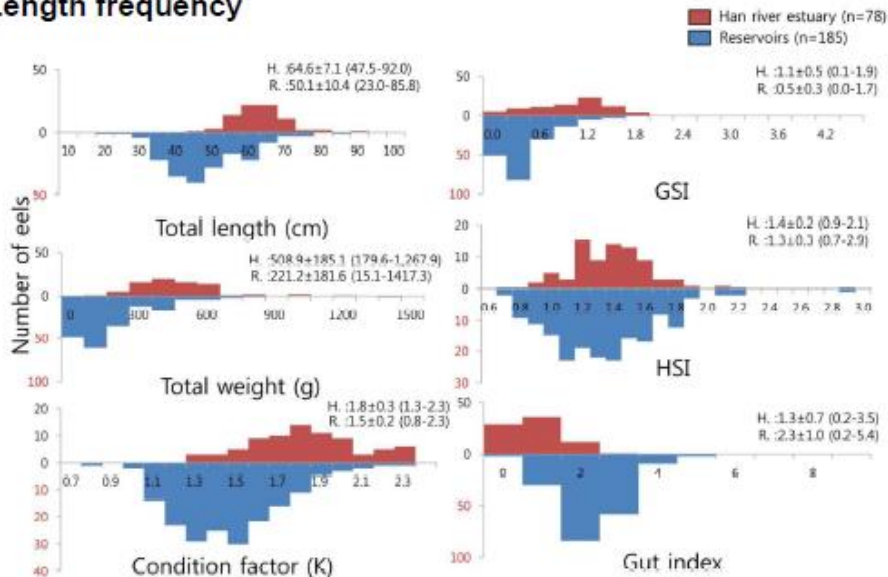 Length frequency
Han river estuary (n=78)
Reservoirs (n=185)
Number of eels
H. :64.6±7.1 (47.5-92.0)
R. :50.1±10.4 (23.0-85.8)
50
0
50
10 20 30 40 50 60 70 80 90 100
Total length (cm)
H. :1.1±0.5 (0.1-1.9)
R. :0.5±0.3 (0.0-1.7)
50
0
50
100
0.0 0.6 1.2 1.8 2.4 3.0 3.6 4.2
GSI
H. :508.9±185.1 (179.6-1,267.9)
R. :221.2±181.6 (15.1-1417.3)
50
0
50
100
0 300 600 900 1200 1500
Total weight (g)
H. :1.4±0.2 (0.9-2.1)
R. :1.3±0.3 (0.7-2.9)
20
10
0
10
20
30
0.6 0.8 1.0 1.2 1.4 1.6 1.8 2.0 2.2 2.4 2.6 2.8 3.0
HSI
H. :1.8±0.3 (1.3-2.3)
R. :1.5±0.2 (0.8-2.3)
20
10
0
10
20
30
40
0.7 0.9 1.1 1.3 1.5 1.7 1.9 2.1 2.3
Condition factor (K)
H. :1.3±0.7 (0.2-3.5)
R. :2.3±1.0 (0.2-5.4)
50
0
50
100
0 2 4 6 8
Gut index